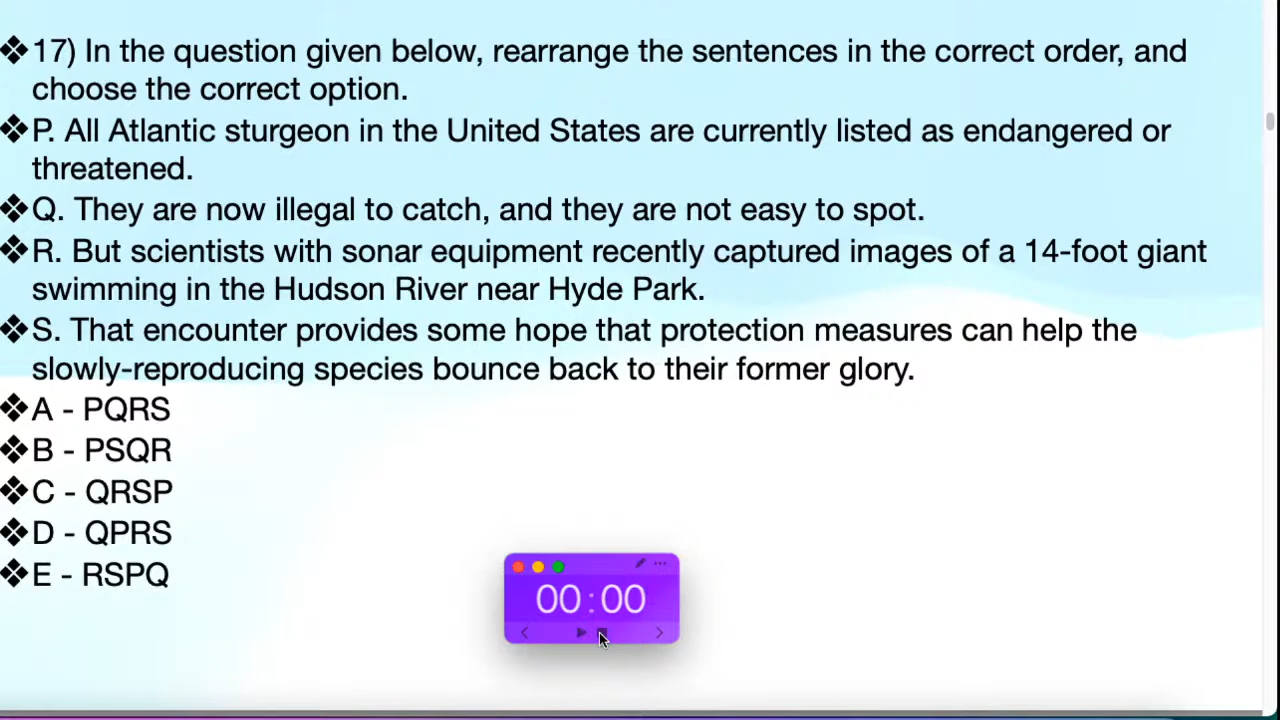 ❖17) In the question given below, rearrange the sentences in the correct order, and
choose the correct option.
❖P. All Atlantic sturgeon in the United States are currently listed as endangered or
threatened.
❖Q. They are now illegal to catch, and they are not easy to spot.
❖R. But scientists with sonar equipment recently captured images of a 14-foot giant
swimming in the Hudson River near Hyde Park.
❖S. That encounter provides some hope that protection measures can help the
slowly-reproducing species bounce back to their former glory.
❖A - PQRS
❖B - PSQR
❖C - QRSP
❖D - QPRS
❖E - RSPQ
00:00